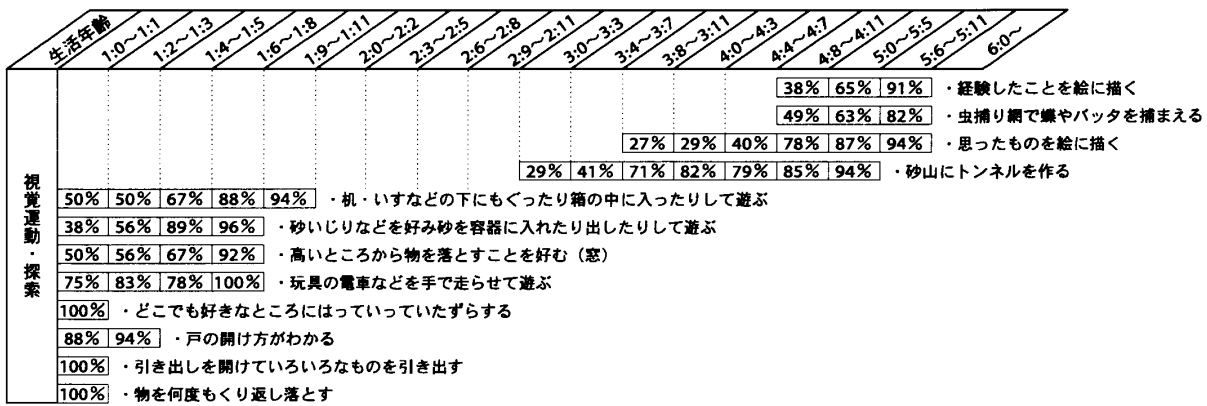 生活年齢 1:0～1:1 1:2～1:3 1:4～1:5 1:6～1:8 1:9～1:11 2:0～2:2 2:3～2:5 2:6～2:8 2:9～2:11 3:0～3:3 3:4～3:7 3:8～3:11 4:0～4:3 4:4～4:7 4:8～4:11 5:0～5:5 5:6～5:11 6:0～
視覚運動・探索
38% 65% 91% ・経験したことを絵に描く
49% 63% 82% ・虫捕り網で蝶やバッタを捕まえる
27% 29% 40% 78% 87% 94% ・思ったものを絵に描く
29% 41% 71% 82% 79% 85% 94% ・砂山にトンネルを作る
50% 50% 67% 88% 94% ・机・いすなどの下にもぐったり箱の中に入ったりして遊ぶ
38% 56% 89% 96% ・砂いじりなどを好み砂を容器に入れたり出したりして遊ぶ
50% 56% 67% 92% ・高いところから物を落とすことを好む（窓）
75% 83% 78% 100% ・玩具の電車などを手で走らせて遊ぶ
100% ・どこでも好きなところにはっていっていたずらする
88% 94% ・戸の開け方がわかる
100% ・引き出しを開けていろいろなものを引き出す
100% ・物を何度もくり返し落とす